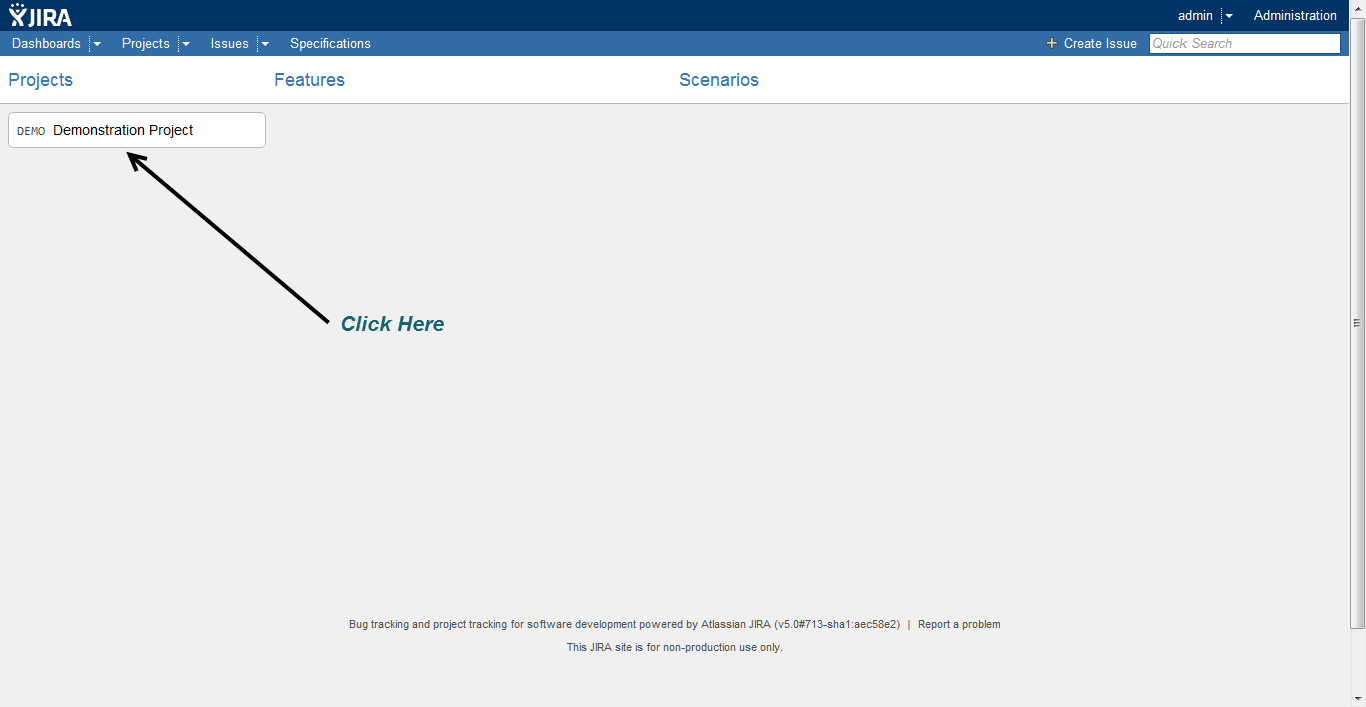 JIRA
admin Administration
Dashboards Projects Issues Specifications Create Issue Quick Search
Projects Features Scenarios
DEMO Demonstration Project
Click Here
Bug tracking and project tracking for software development powered by Atlassian JIRA (v5.0#713-sha1:aec58e2) | Report a problem
This JIRA site is for non-production use only.